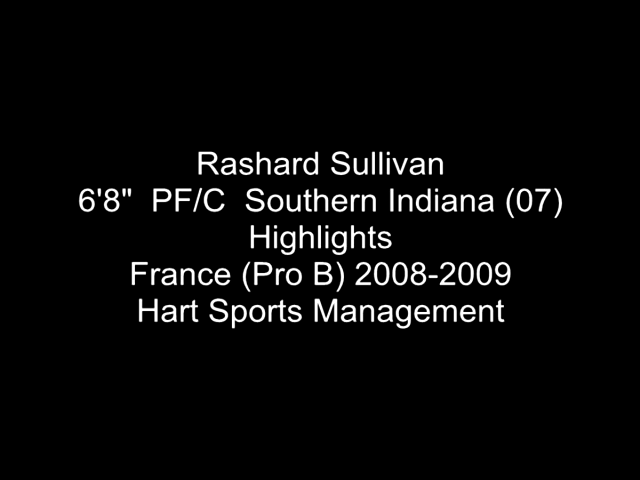 Rashard Sullivan
6'8"  PF/C  Southern Indiana (07)
Highlights
France (Pro B) 2008-2009
Hart Sports Management